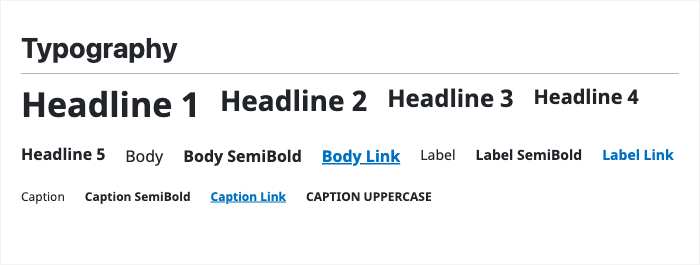 Typography
Headline 1 Headline 2 Headline 3 Headline 4
Headline 5 Body Body SemiBold Body Link Label Label SemiBold Label Link
Caption Caption SemiBold Caption Link CAPTION UPPERCASE